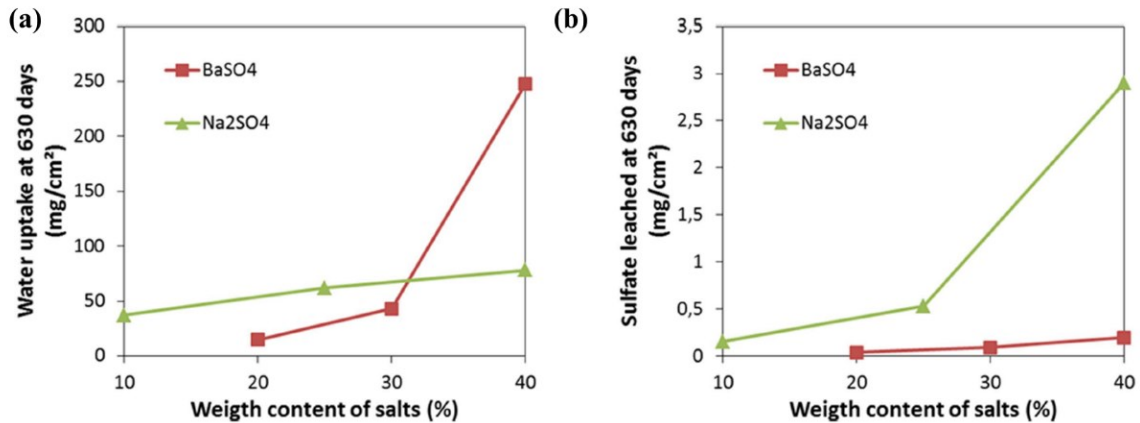 (a)
300
250
200
150
100
50
0
Water uptake at 630 days
(mg/cm²)
BaSO4
Na2SO4
10 20 30 40
Weigth content of salts (%)
(b)
3,5
3
2,5
2
1,5
1
0,5
0
Sulfate leached at 630 days
(mg/cm²)
BaSO4
Na2SO4
10 20 30 40
Weigth content of salts (%)